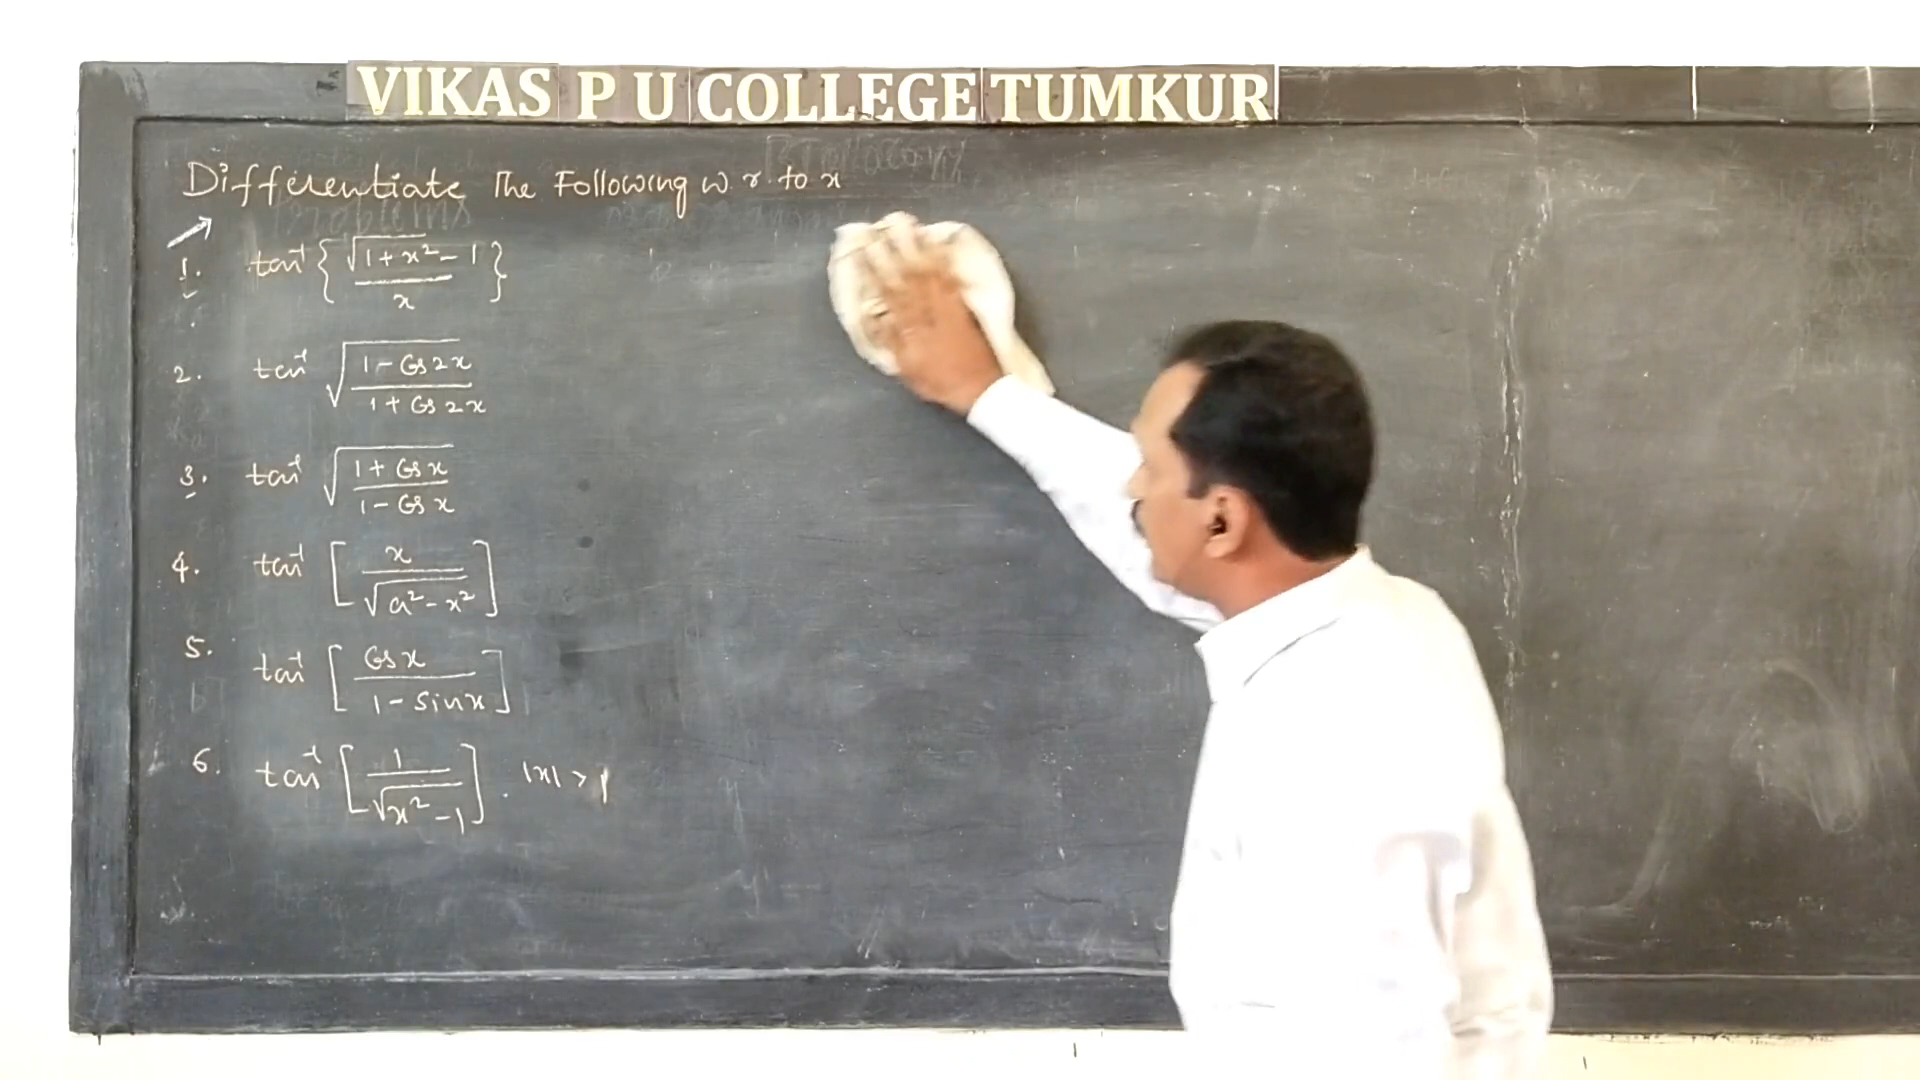 VIKAS P U COLLEGE TUMKUR
Differentiate The Following w.r.to x
1. tan⁻¹ { (√(1+x²) - 1) / x }
2. tan⁻¹ √((1 - Cos 2x) / (1 + Cos 2x))
3. tan⁻¹ √((1 + Cos x) / (1 - Cos x))
4. tan⁻¹ [ x / √(a² - x²) ]
5. tan⁻¹ [ Cos x / (1 - sin x) ]
6. tan⁻¹ [ 1 / √(x² - 1) ]. |x| > 1